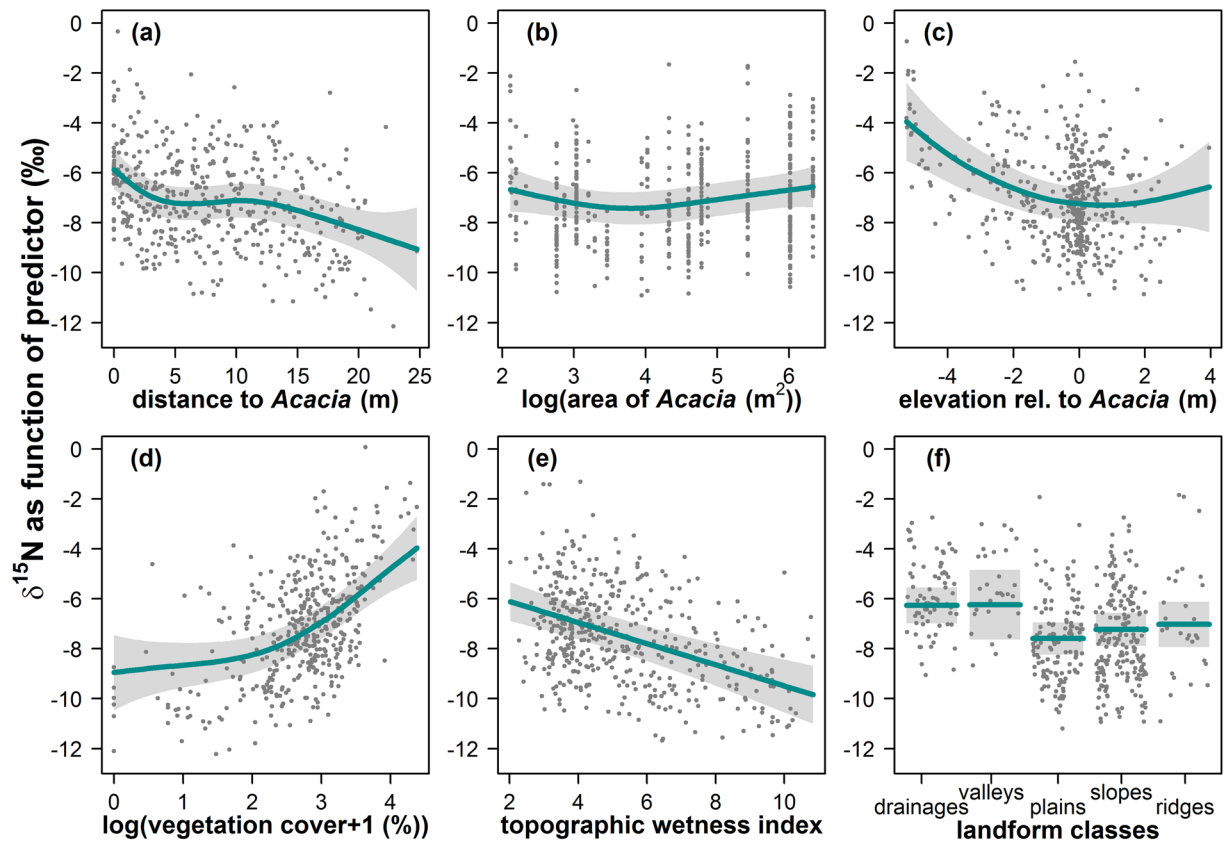 δ15N as function of predictor (‰)
(a)
0
-2
-4
-6
-8
-10
-12
0 5 10 15 20 25
distance to Acacia (m)
(b)
0
-2
-4
-6
-8
-10
-12
2 3 4 5 6
log(area of Acacia (m2))
(c)
0
-2
-4
-6
-8
-10
-12
-4 -2 0 2 4
elevation rel. to Acacia (m)
(d)
0
-2
-4
-6
-8
-10
-12
0 1 2 3 4
log(vegetation cover+1 (%))
(e)
0
-2
-4
-6
-8
-10
-12
2 4 6 8 10
topographic wetness index
(f)
0
-2
-4
-6
-8
-10
-12
drainages valleys plains slopes ridges
landform classes